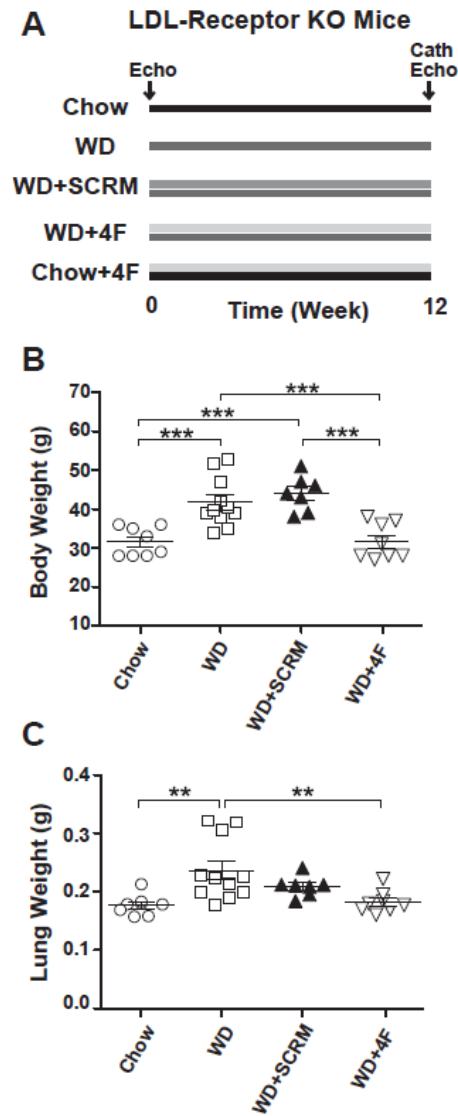 A LDL-Receptor KO Mice
Echo
Cath
Echo
Chow
WD
WD+SCRM
WD+4F
Chow+4F
0 Time (Week) 12
B
Body Weight (g)
70
60
50
40
30
20
10
***
***
***
***
Chow
WD
WD+SCRM
WD+4F
C
Lung Weight (g)
0.4
0.3
0.2
0.1
0.0
**
**
Chow
WD
WD+SCRM
WD+4F